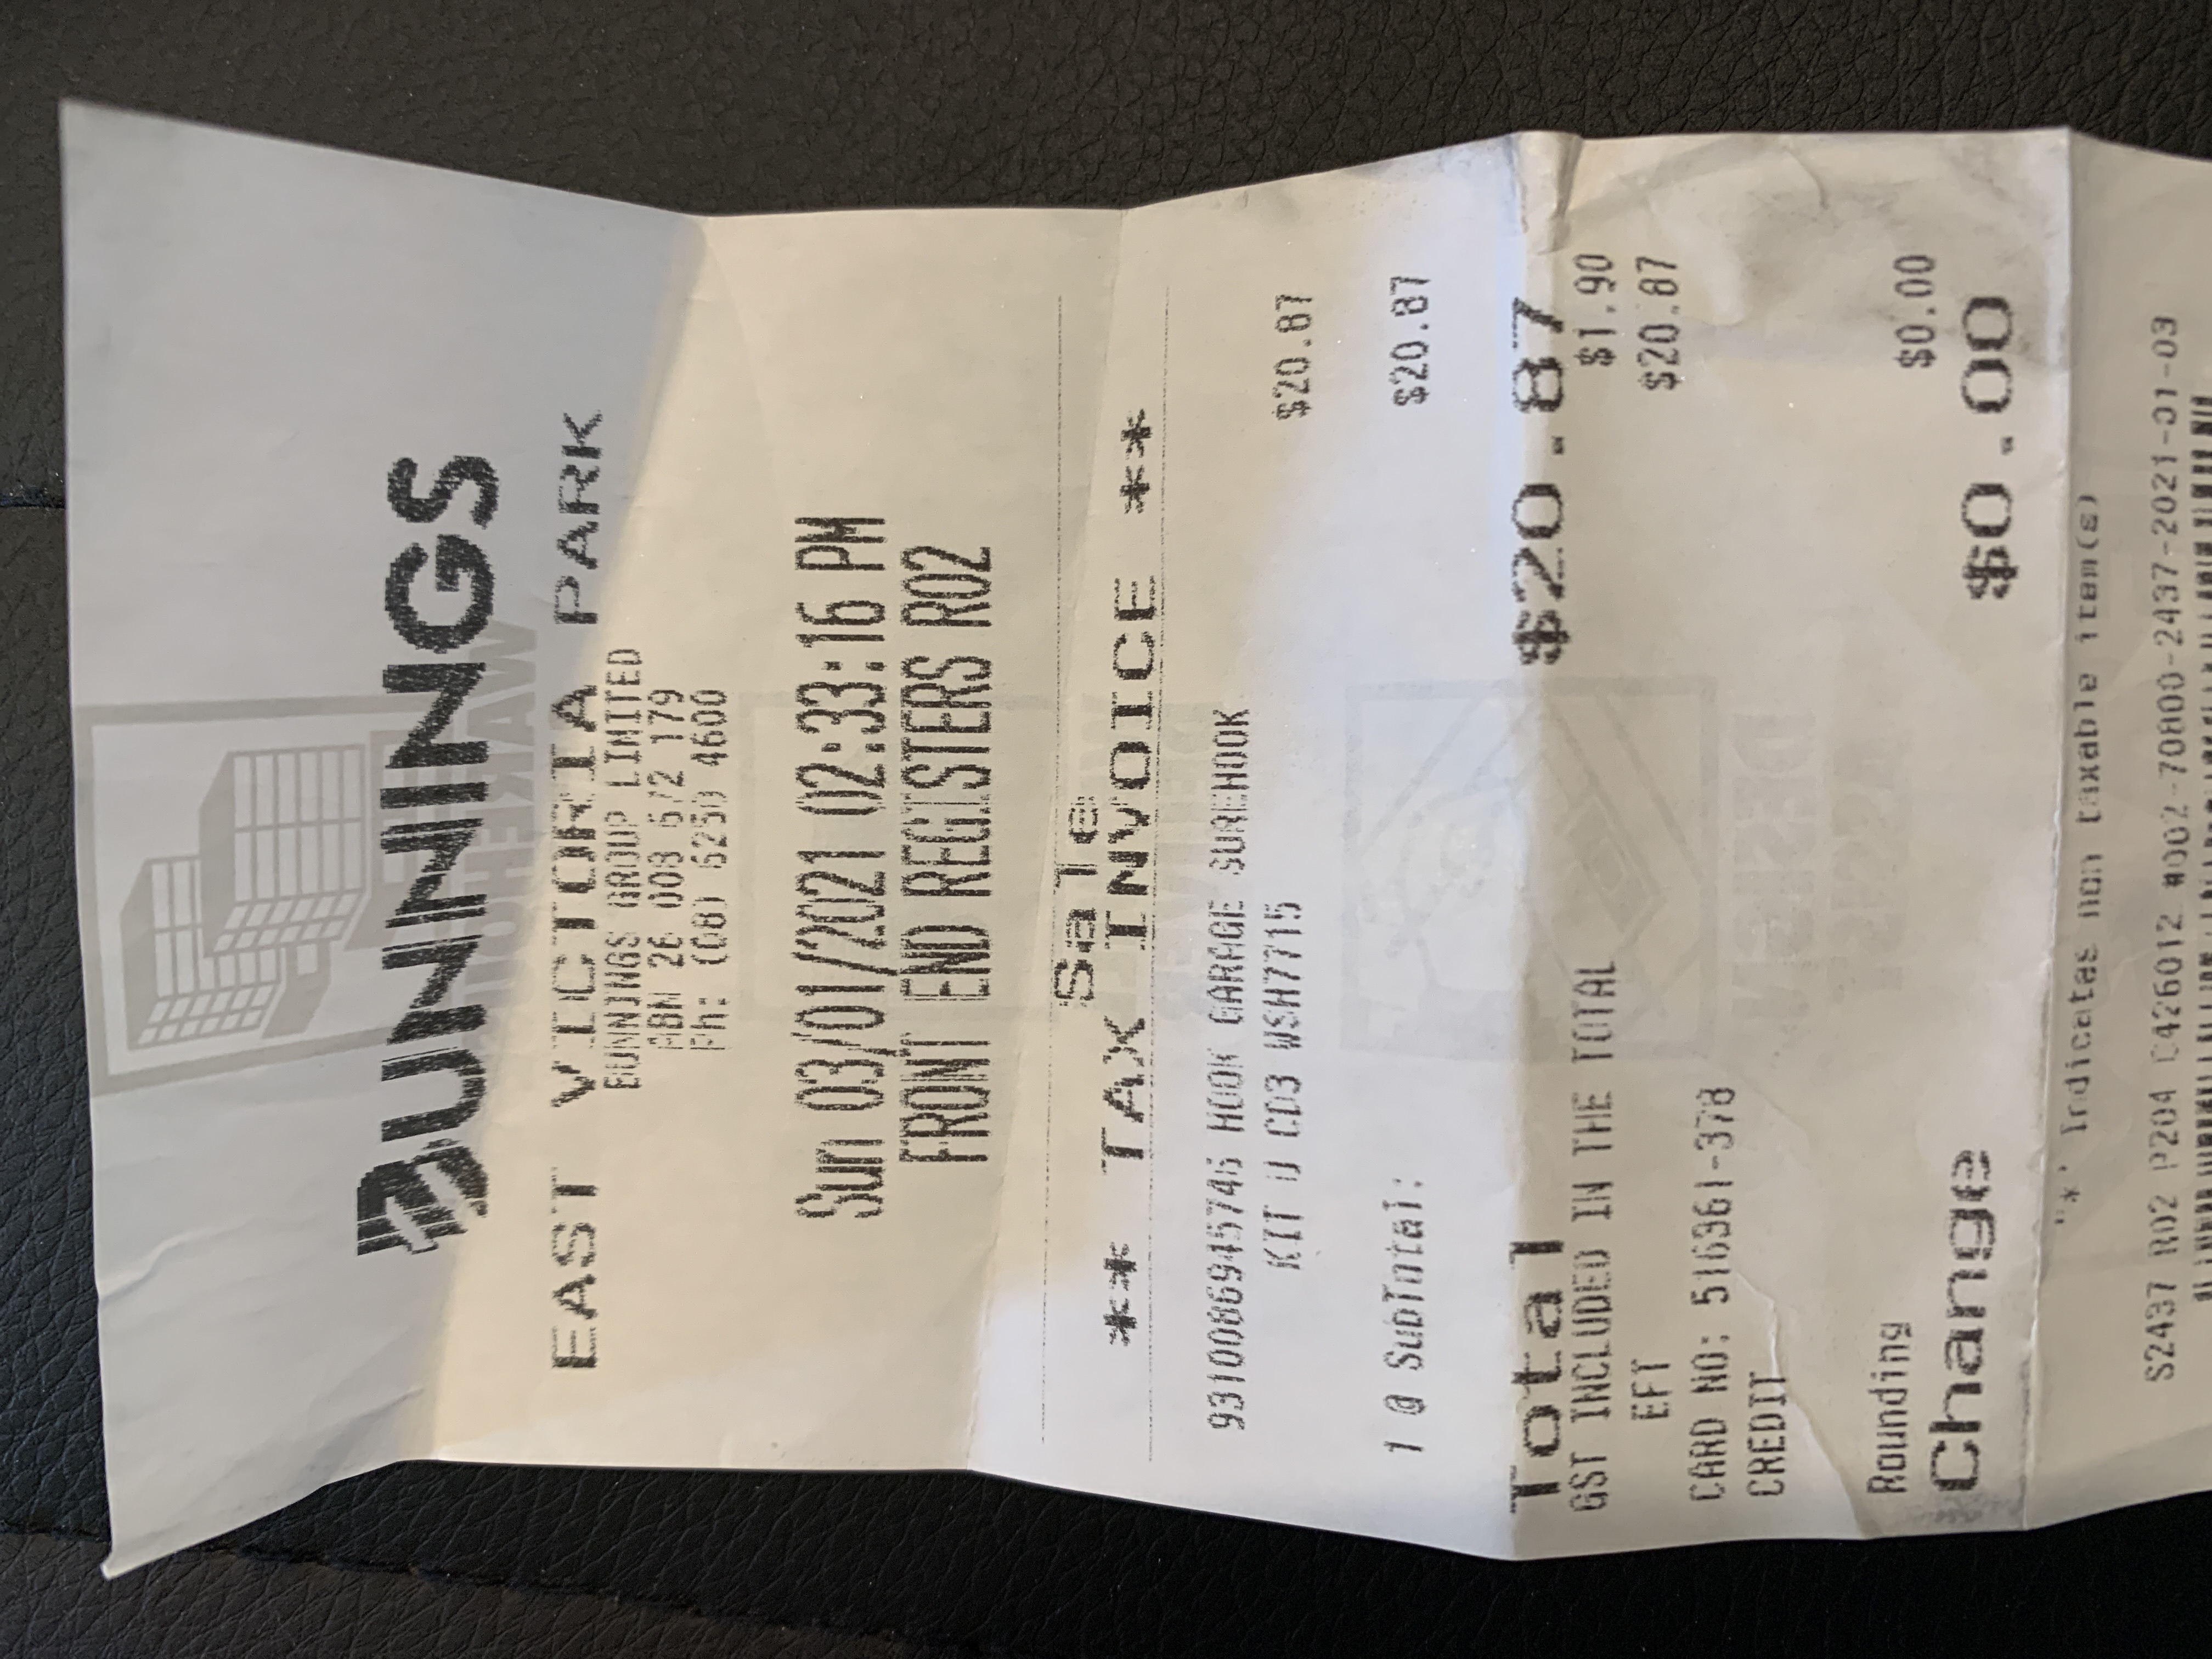 BUNNINGS
WAREHOUSE
EAST VICTORIA PARK
BUNNINGS GROUP LIMITED
ABN 26 008 672 179
Ph: (08) 6250 4600
Sun 03/01/2021 02:33:16 PM
FRONT END REGISTERS R02
Sale
** TAX INVOICE **
9310086945746 HOOK GARAGE SUREHOOK
KIT U CD3 WSH7715 $20.87
1 @ SubTotal: $20.87
Total $20.87
GST INCLUDED IN THE TOTAL $1.90
EFT $20.87
CARD NO: 516361-378
CREDIT
DESIGN
ASSIST
Rounding $0.00
Change $0.00
'*' Indicates non taxable item(s)
S2437 R02 P204 C426012 #002-70800-2437-2021-01-03